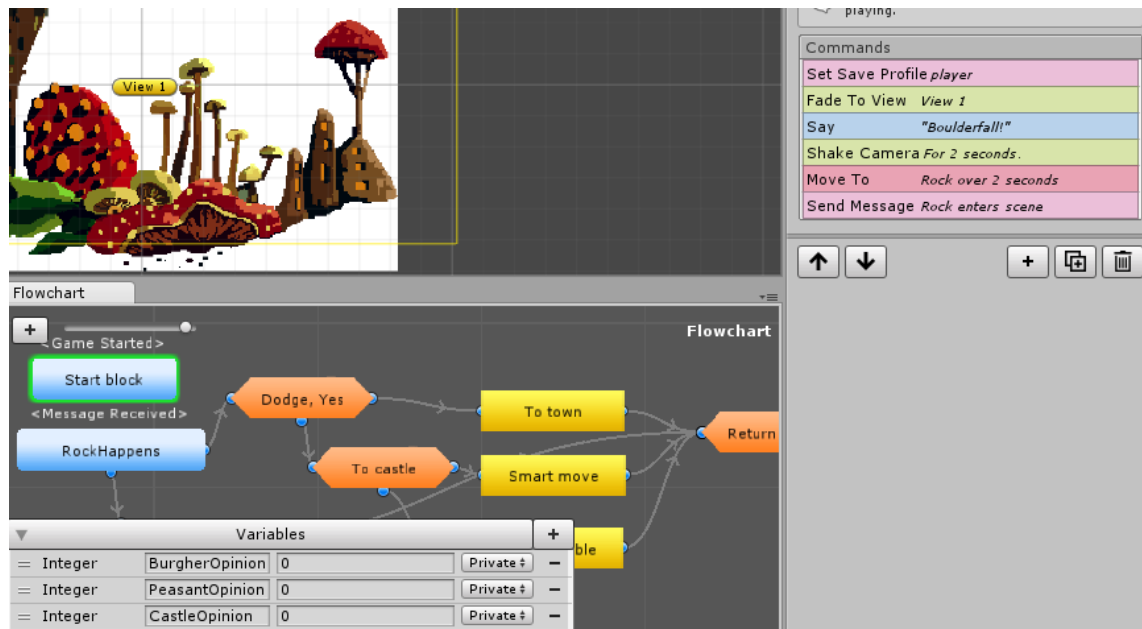 playing.
View 1
Commands
Set Save Profile player
Fade To View View 1
Say "Boulderfall!"
Shake Camera For 2 seconds.
Move To Rock over 2 seconds
Send Message Rock enters scene
Flowchart
+
+
Flowchart
<Game Started>
Start block
<Message Received>
RockHappens
Dodge, Yes
To town
Return
To castle
Smart move
ble
Variables +
= Integer BurgherOpinion 0 Private −
= Integer PeasantOpinion 0 Private −
= Integer CastleOpinion 0 Private −